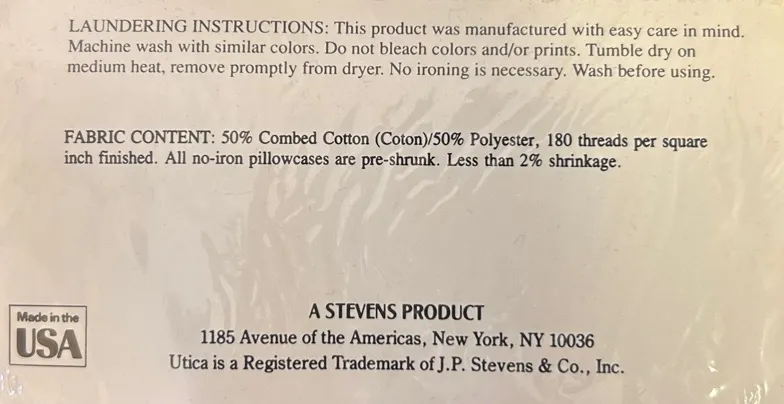 LAUNDERING INSTRUCTIONS: This product was manufactured with easy care in mind.
Machine wash with similar colors. Do not bleach colors and/or prints. Tumble dry on
medium heat, remove promptly from dryer. No ironing is necessary. Wash before using.
FABRIC CONTENT: 50% Combed Cotton (Coton)/50% Polyester, 180 threads per square
inch finished. All no-iron pillowcases are pre-shrunk. Less than 2% shrinkage.
Made in the
USA
A STEVENS PRODUCT
1185 Avenue of the Americas, New York, NY 10036
Utica is a Registered Trademark of J.P. Stevens & Co., Inc.